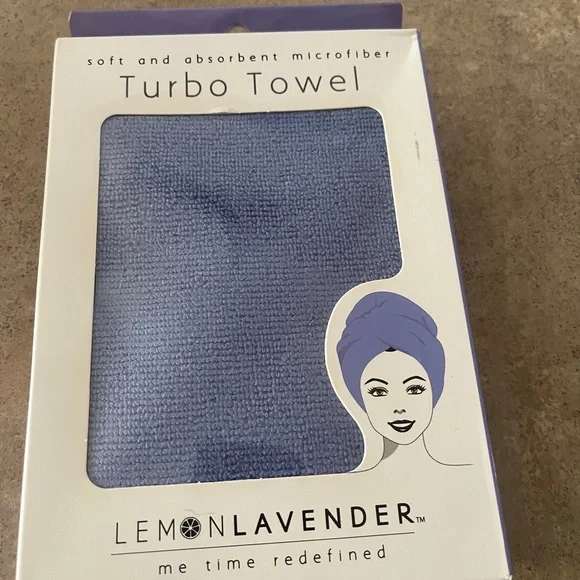 soft and absorbent microfiber
Turbo Towel
LEMONLAVENDER™
me time redefined